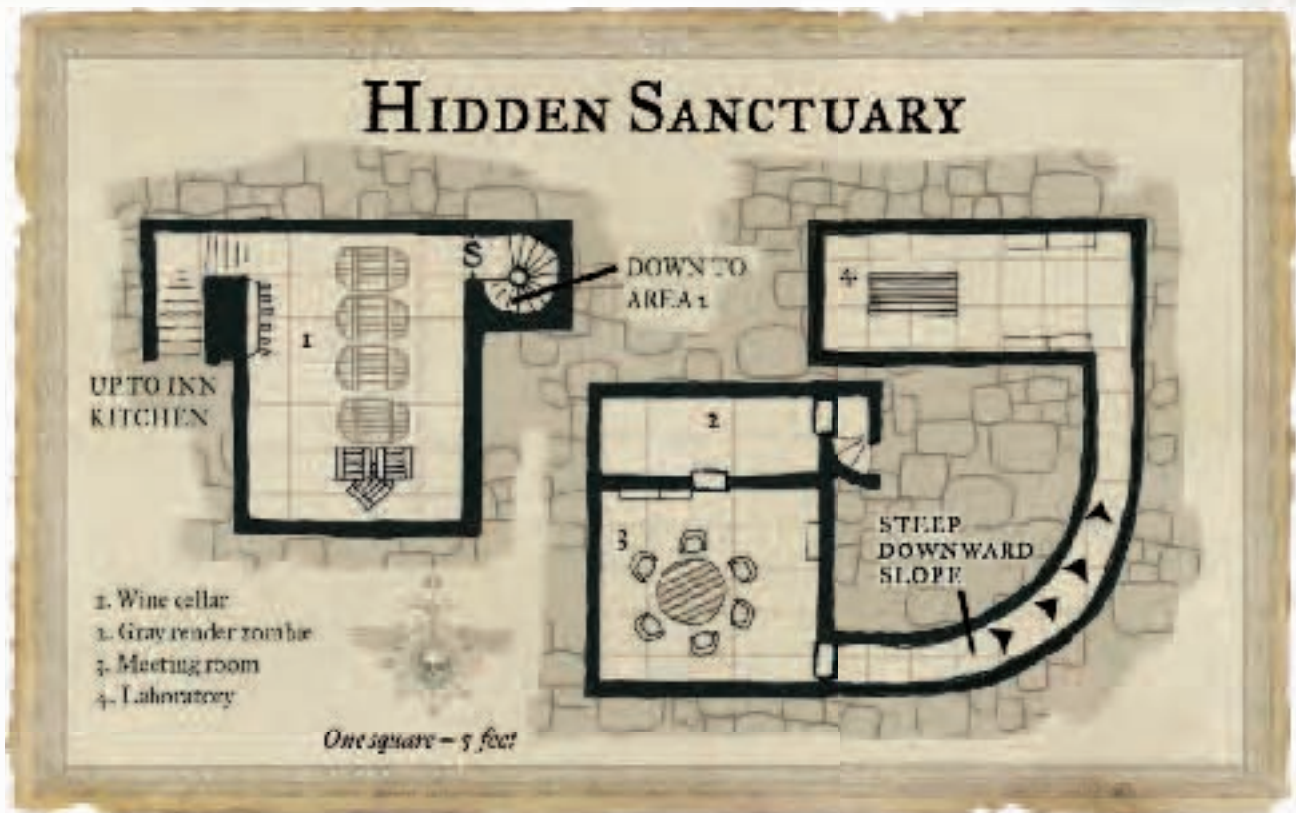 HIDDEN SANCTUARY
S
DOWN TO
AREA 2
1
UP TO INN
KITCHEN
4
2
3
STEEP
DOWNWARD
SLOPE
1. Wine cellar
2. Gray render zombie
3. Meeting room
4. Laboratory
One square = 5 feet